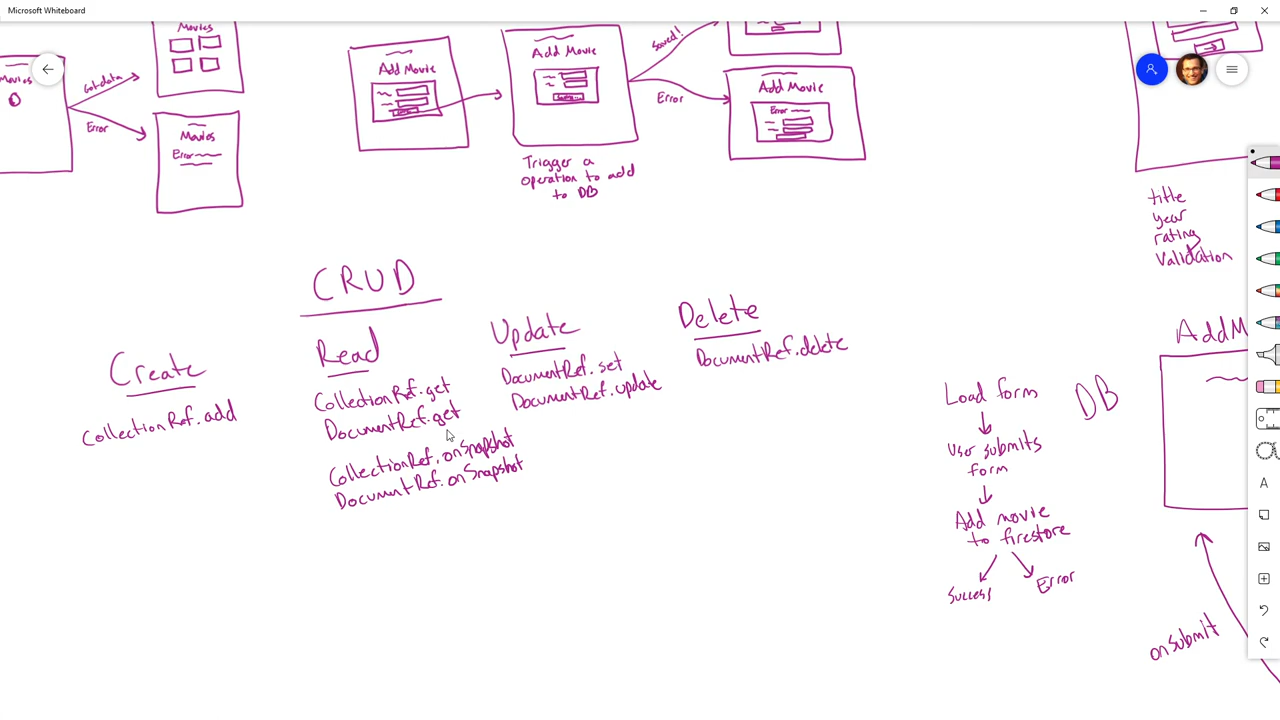 Microsoft Whiteboard
Movies
Got data
Error
Movies
Movies
Error
Add Movie
Add Movie
Trigger a
operation to add
to DB
Saved!
Error
Add Movie
Error
title
year
rating
Validation
CRUD
Create
CollectionRef.add
Read
CollectionRef.get
DocumentRef.get
CollectionRef.onSnapshot
DocumentRef.onSnapshot
Update
DocumentRef.set
DocumentRef.update
Delete
DocumentRef.delete
Load form
User submits
form
Add movie
to firestore
Success
Error
DB
AddM
onSubmit
A